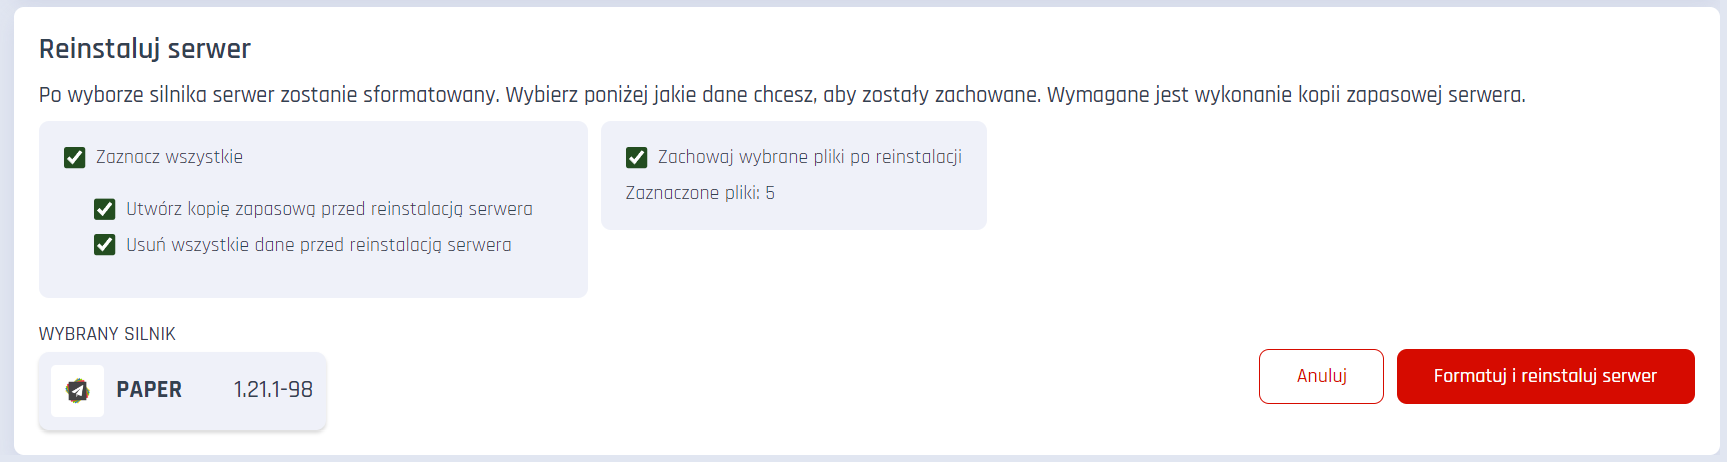 Reinstaluj serwer
Po wyborze silnika serwer zostanie sformatowany. Wybierz poniżej jakie dane chcesz, aby zostały zachowane. Wymagane jest wykonanie kopii zapasowej serwera.
Zaznacz wszystkie
Utwórz kopię zapasową przed reinstalacją serwera
Usuń wszystkie dane przed reinstalacją serwera
Zachowaj wybrane pliki po reinstalacji
Zaznaczone pliki: 5
WYBRANY SILNIK
PAPER 1.21.1-98
Anuluj
Formatuj i reinstaluj serwer